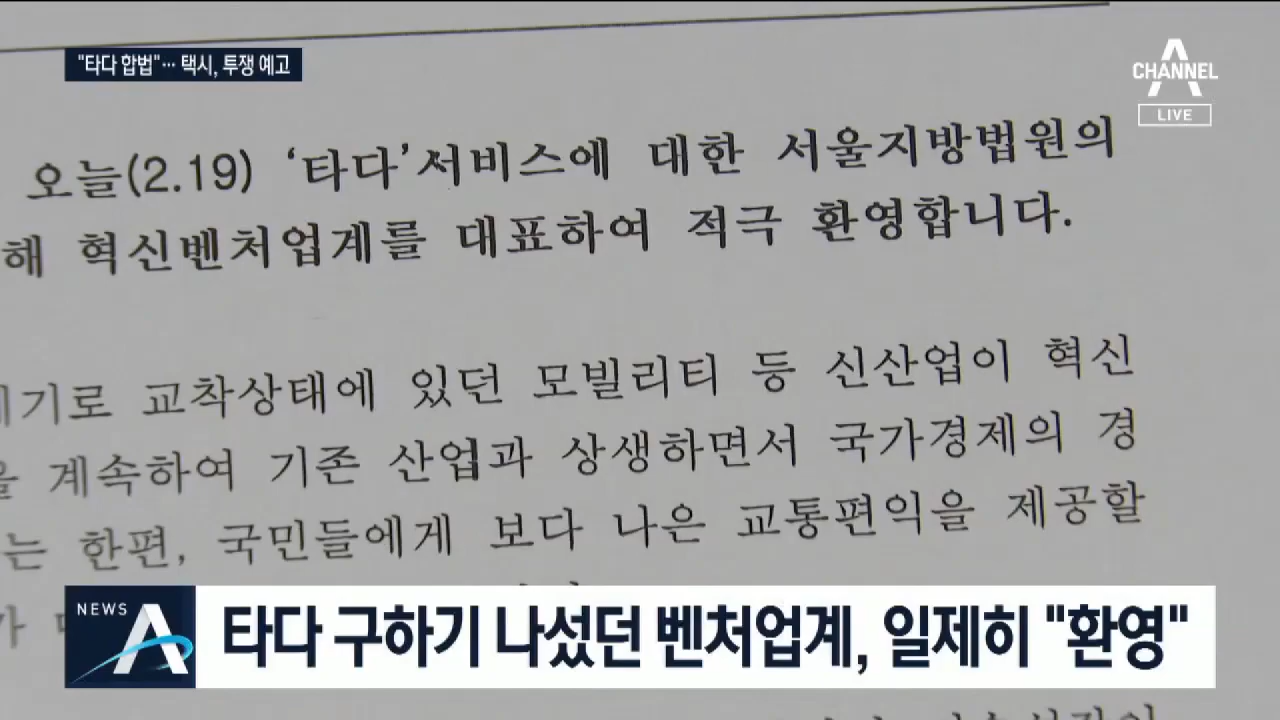 "타다 합법"… 택시, 투쟁 예고
CHANNEL
LIVE
오늘(2.19) ‘타다’서비스에 대한 서울지방법원의
해 혁신벤처업계를 대표하여 적극 환영합니다.
기로 교착상태에 있던 모빌리티 등 신산업이 혁신
을 계속하여 기존 산업과 상생하면서 국가경제의 경
는 한편, 국민들에게 보다 나은 교통편익을 제공할
가
NEWS A
타다 구하기 나섰던 벤처업계, 일제히 "환영"